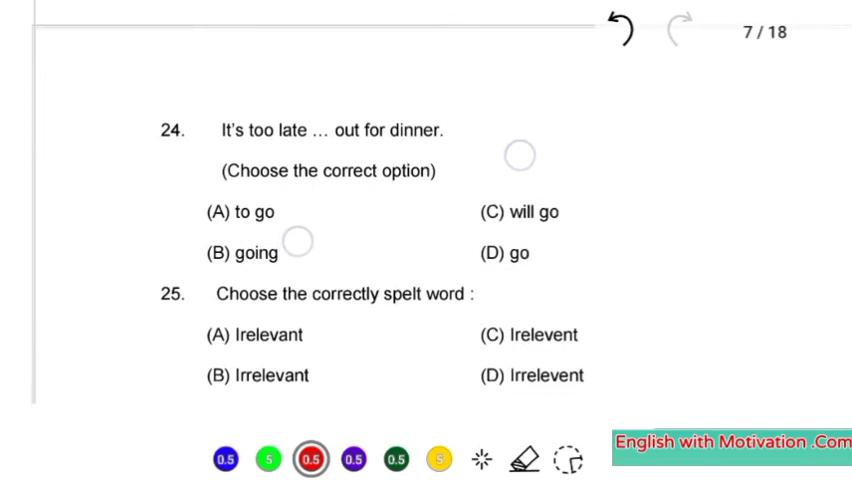 7 / 18
24. It's too late ... out for dinner.
(Choose the correct option)
(A) to go (C) will go
(B) going (D) go
25. Choose the correctly spelt word :
(A) Irelevant (C) Irelevent
(B) Irrelevant (D) Irrelevent
0.5 5 0.5 0.5 0.5 5
English with Motivation .Com